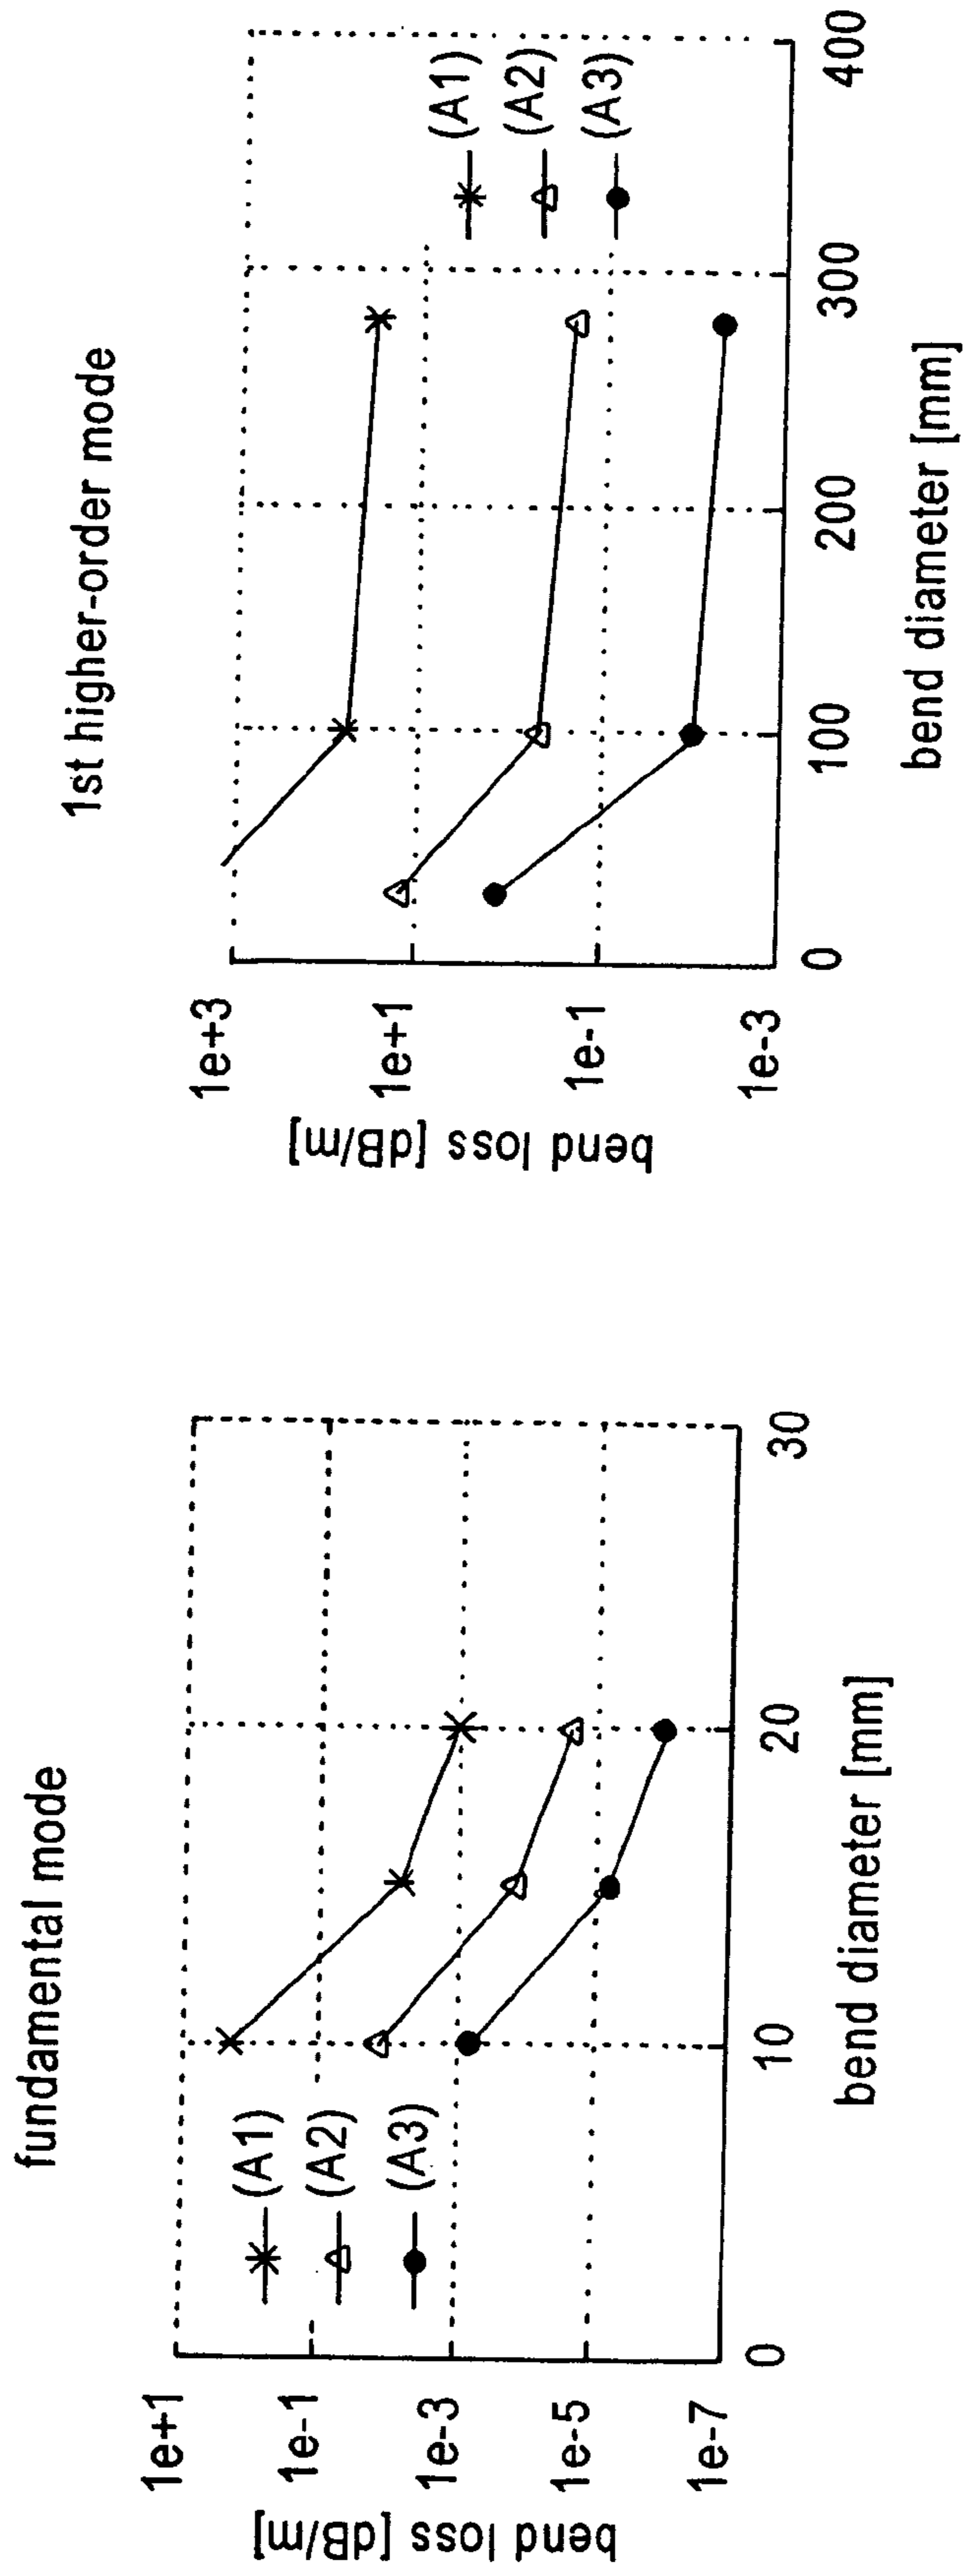 fundamental mode
bend loss [dB/m]
1e+1
1e-1
1e-3
1e-5
1e-7
(A1)
(A2)
(A3)
0
10
20
30
bend diameter [mm]
1st higher-order mode
bend loss [dB/m]
1e+3
1e+1
1e-1
1e-3
(A1)
(A2)
(A3)
0
100
200
300
400
bend diameter [mm]